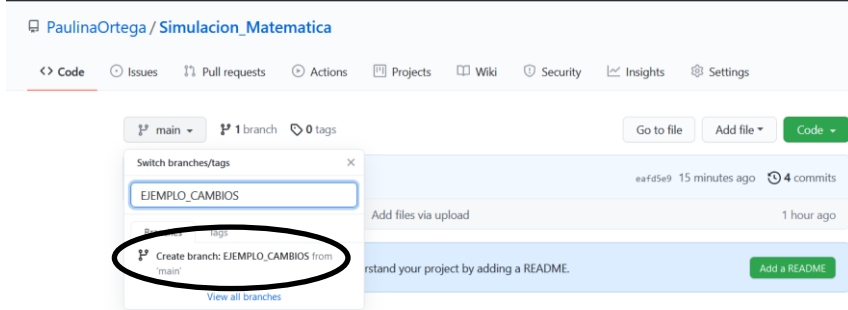 PaulinaOrtega / Simulacion_Matematica
<> Code Issues Pull requests Actions Projects Wiki Security Insights Settings
main 1 branch 0 tags Go to file Add file Code
Switch branches/tags
eafd5e9 15 minutes ago 4 commits
EJEMPLO_CAMBIOS
Add files via upload 1 hour ago
Branches Tags
Create branch: EJEMPLO_CAMBIOS from
'main'
rstand your project by adding a README. Add a README
View all branches